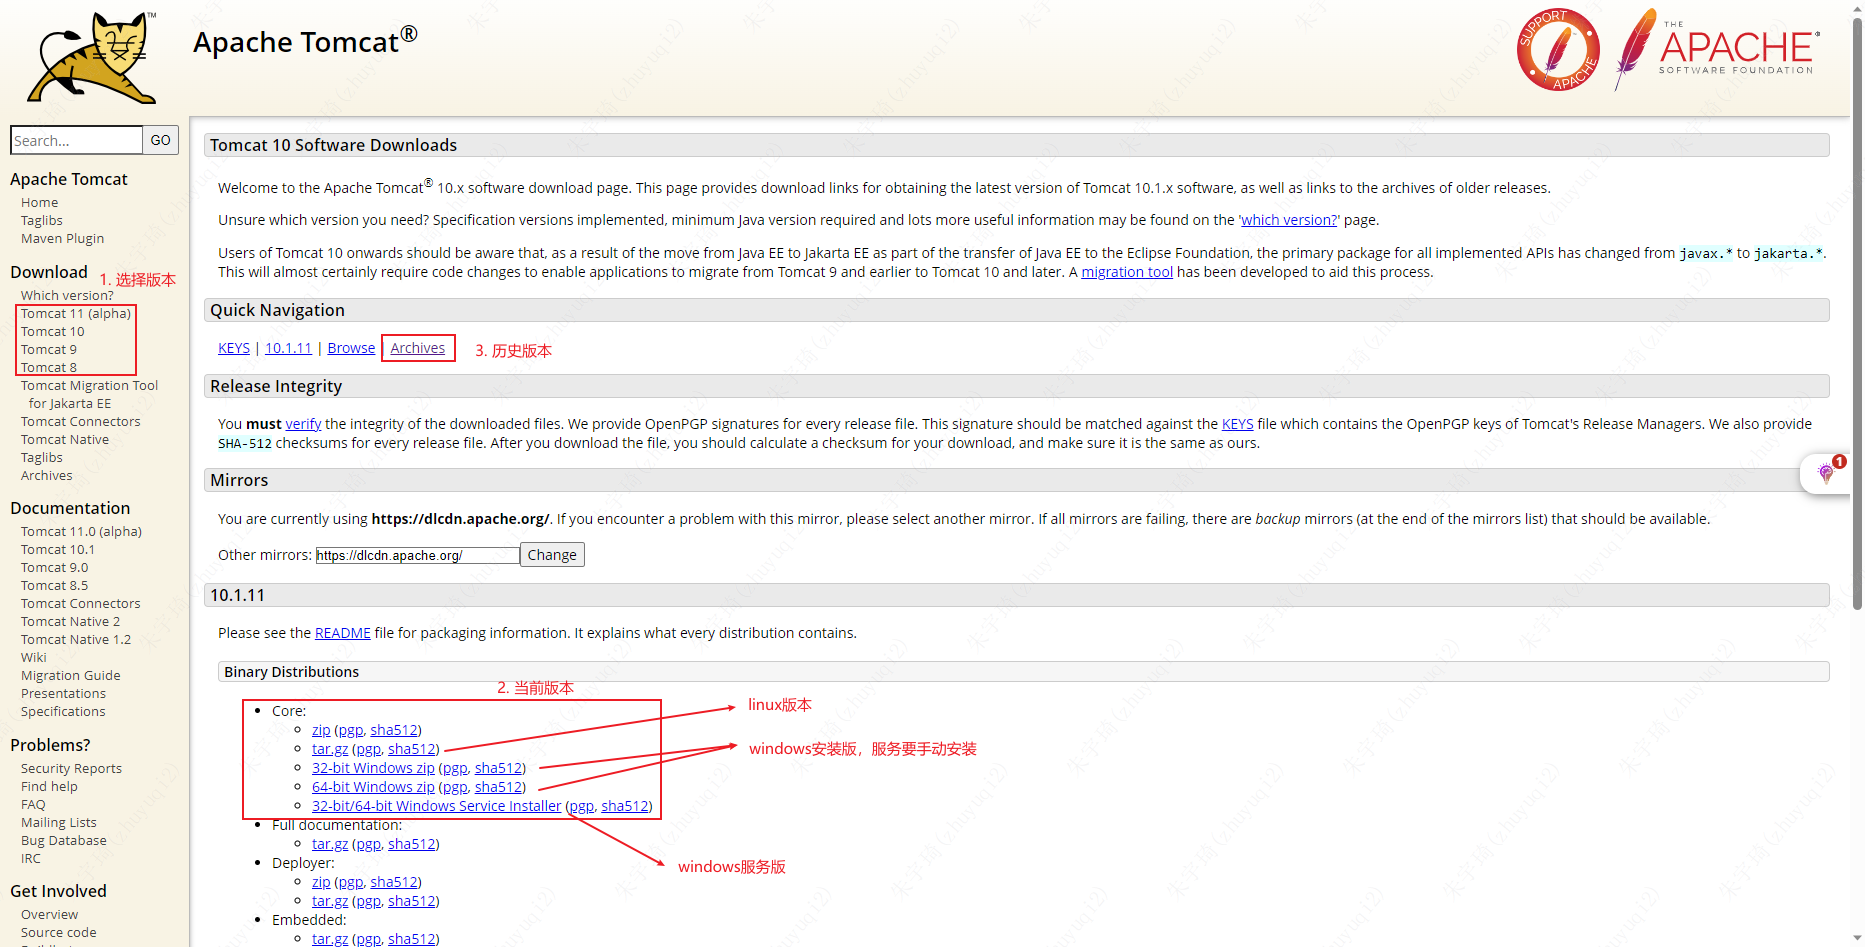 TM
Apache Tomcat®
SUPPORT
APACHE
THE
APACHE®
SOFTWARE FOUNDATION
Search...
GO
Apache Tomcat
Home
Taglibs
Maven Plugin
Download
1. 选择版本
Which version?
Tomcat 11 (alpha)
Tomcat 10
Tomcat 9
Tomcat 8
Tomcat Migration Tool
for Jakarta EE
Tomcat Connectors
Tomcat Native
Taglibs
Archives
Documentation
Tomcat 11.0 (alpha)
Tomcat 10.1
Tomcat 9.0
Tomcat 8.5
Tomcat Connectors
Tomcat Native 2
Tomcat Native 1.2
Wiki
Migration Guide
Presentations
Specifications
Problems?
Security Reports
Find help
FAQ
Mailing Lists
Bug Database
IRC
Get Involved
Overview
Source code
Tomcat 10 Software Downloads
Welcome to the Apache Tomcat® 10.x software download page. This page provides download links for obtaining the latest version of Tomcat 10.1.x software, as well as links to the archives of older releases.
Unsure which version you need? Specification versions implemented, minimum Java version required and lots more useful information may be found on the 'which version?' page.
Users of Tomcat 10 onwards should be aware that, as a result of the move from Java EE to Jakarta EE as part of the transfer of Java EE to the Eclipse Foundation, the primary package for all implemented APIs has changed from javax.* to jakarta.*.
This will almost certainly require code changes to enable applications to migrate from Tomcat 9 and earlier to Tomcat 10 and later. A migration tool has been developed to aid this process.
Quick Navigation
KEYS | 10.1.11 | Browse | Archives
3. 历史版本
Release Integrity
You must verify the integrity of the downloaded files. We provide OpenPGP signatures for every release file. This signature should be matched against the KEYS file which contains the OpenPGP keys of Tomcat's Release Managers. We also provide
SHA-512 checksums for every release file. After you download the file, you should calculate a checksum for your download, and make sure it is the same as ours.
1
Mirrors
You are currently using https://dlcdn.apache.org/. If you encounter a problem with this mirror, please select another mirror. If all mirrors are failing, there are backup mirrors (at the end of the mirrors list) that should be available.
Other mirrors: https://dlcdn.apache.org/ Change
10.1.11
Please see the README file for packaging information. It explains what every distribution contains.
Binary Distributions
2. 当前版本
Core:
zip (pgp, sha512)
tar.gz (pgp, sha512)
32-bit Windows zip (pgp, sha512)
64-bit Windows zip (pgp, sha512)
32-bit/64-bit Windows Service Installer (pgp, sha512)
linux版本
windows安装版，服务要手动安装
windows服务版
Full documentation:
tar.gz (pgp, sha512)
Deployer:
zip (pgp, sha512)
tar.gz (pgp, sha512)
Embedded:
tar.gz (pgp, sha512)
朱宇琦(zhuyuqi2)